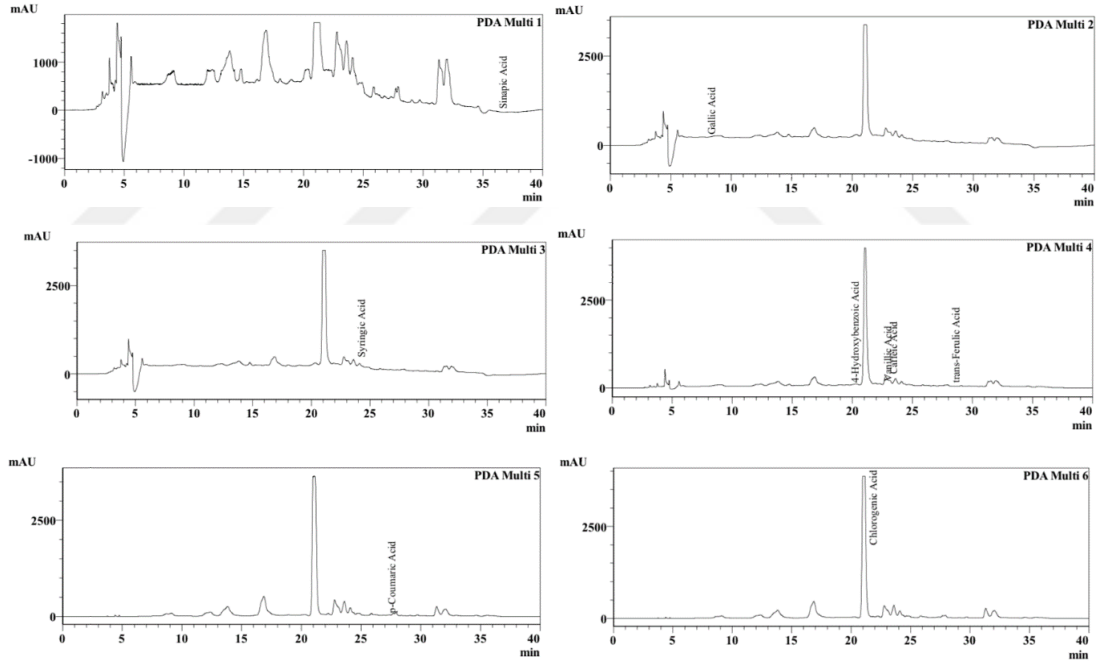 mAU
PDA Multi 1
1000
0
-1000
Sinapic Acid
0 5 10 15 20 25 30 35 40
min
mAU
PDA Multi 2
2500
0
Gallic Acid
0 5 10 15 20 25 30 35 40
min
mAU
PDA Multi 3
2500
0
Syringic Acid
0 5 10 15 20 25 30 35 40
min
mAU
PDA Multi 4
2500
0
4-Hydroxybenzoic Acid
Vanillic Acid
Caffeic Acid
trans-Ferulic Acid
0 5 10 15 20 25 30 35 40
min
mAU
PDA Multi 5
2500
0
p-Coumaric Acid
0 5 10 15 20 25 30 35 40
min
mAU
PDA Multi 6
2500
0
Chlorogenic Acid
0 5 10 15 20 25 30 35 40
min